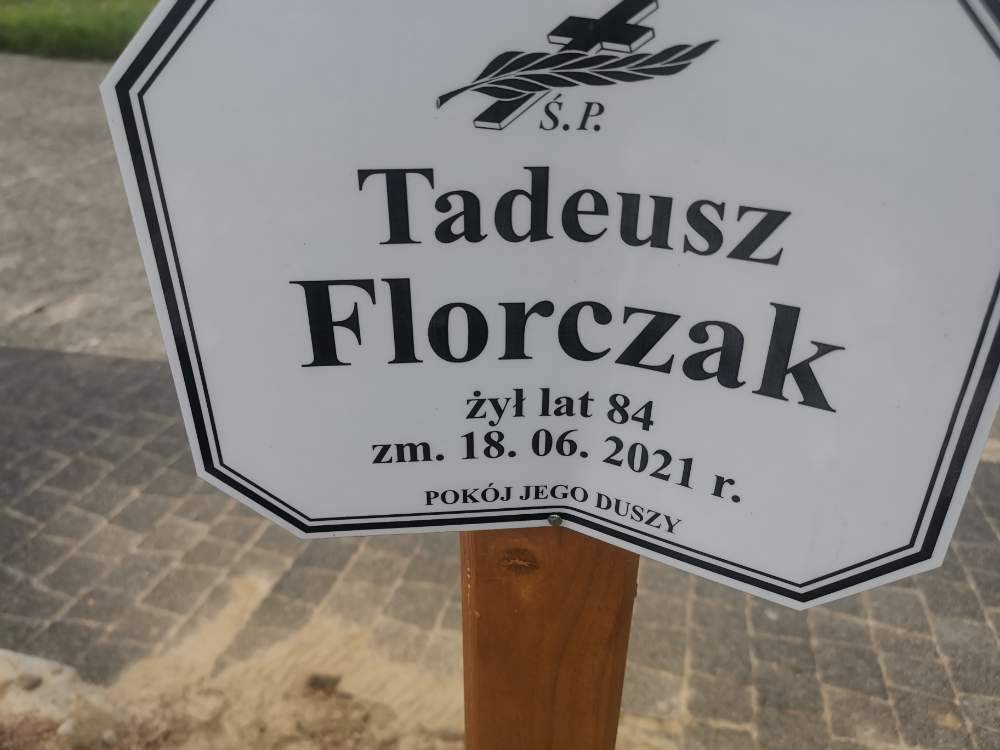 Ś. P.
Tadeusz
Florczak
żył lat 84
zm. 18. 06. 2021 r.
POKÓJ JEGO DUSZY